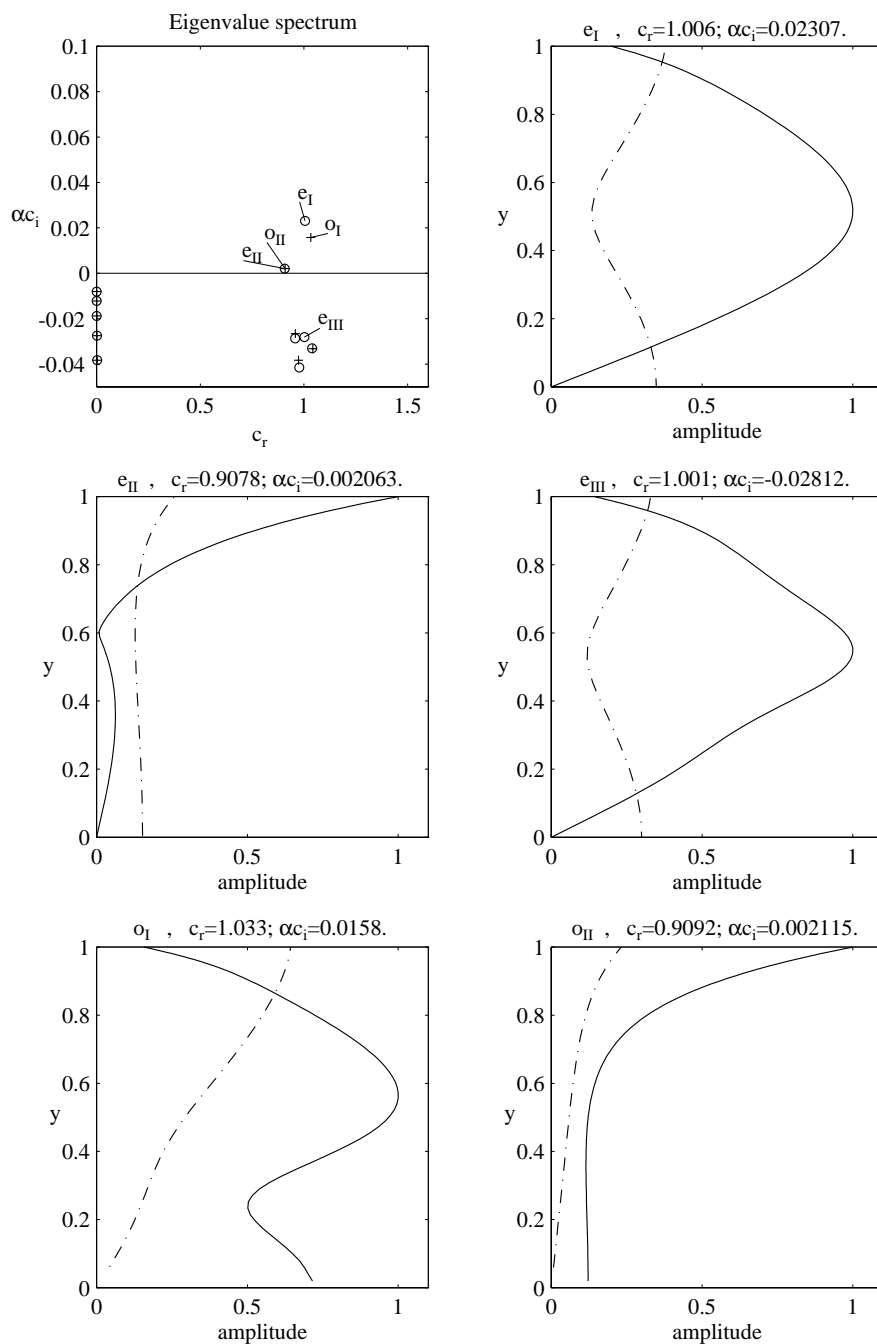 Eigenvalue spectrum
0.1
0.08
0.06
0.04
0.02
0
-0.02
-0.04
αc_i
e_I
o_I
o_II
e_II
e_III
0 0.5 1 1.5
c_r
e_I , c_r=1.006; αc_i=0.02307.
1
0.8
0.6
0.4
0.2
0
y
0.5 1
amplitude
e_II , c_r=0.9078; αc_i=0.002063.
1
0.8
0.6
0.4
0.2
0
y
0 0.5 1
amplitude
e_III , c_r=1.001; αc_i=-0.02812.
1
0.8
0.6
0.4
0.2
0
y
0.5 1
amplitude
o_I , c_r=1.033; αc_i=0.0158.
1
0.8
0.6
0.4
0.2
0
y
0 0.5 1
amplitude
o_II , c_r=0.9092; αc_i=0.002115.
1
0.8
0.6
0.4
0.2
0
y
0.5 1
amplitude